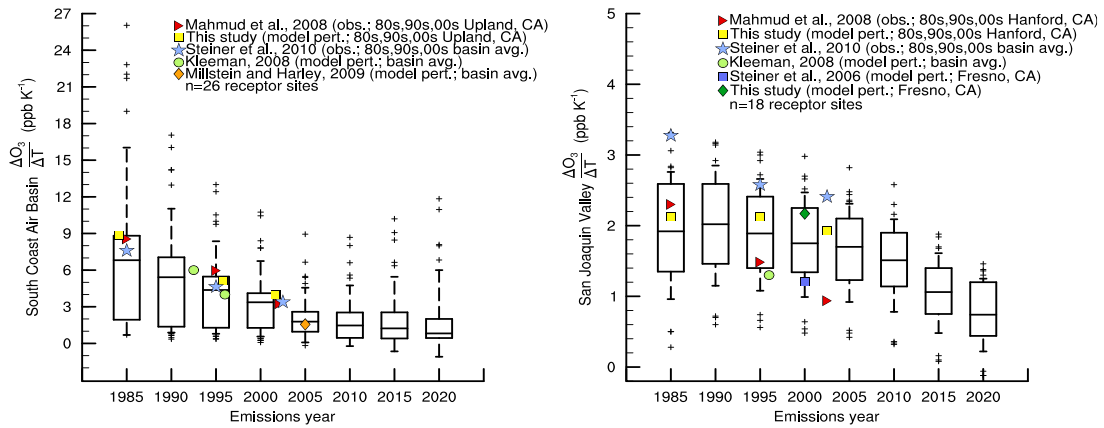 27
24
21
18
15
12
9
6
3
0
South Coast Air Basin ΔO₃/ΔT (ppb K⁻¹)
Mahmud et al., 2008 (obs.; 80s,90s,00s Upland, CA)
This study (model pert.; 80s,90s,00s Upland, CA)
Steiner et al., 2010 (obs.; 80s,90s,00s basin avg.)
Kleeman, 2008 (model pert.; basin avg.)
Millstein and Harley, 2009 (model pert.; basin avg.)
n=26 receptor sites
1985 1990 1995 2000 2005 2010 2015 2020
Emissions year
5
4
3
2
1
0
San Joaquin Valley ΔO₃/ΔT (ppb K⁻¹)
Mahmud et al., 2008 (obs.; 80s,90s,00s Hanford, CA)
This study (model pert.; 80s,90s,00s Hanford, CA)
Steiner et al., 2010 (obs.; 80s,90s,00s basin avg.)
Kleeman, 2008 (model pert.; basin avg.)
Steiner et al., 2006 (model pert.; Fresno, CA)
This study (model pert.; Fresno, CA)
n=18 receptor sites
1985 1990 1995 2000 2005 2010 2015 2020
Emissions year